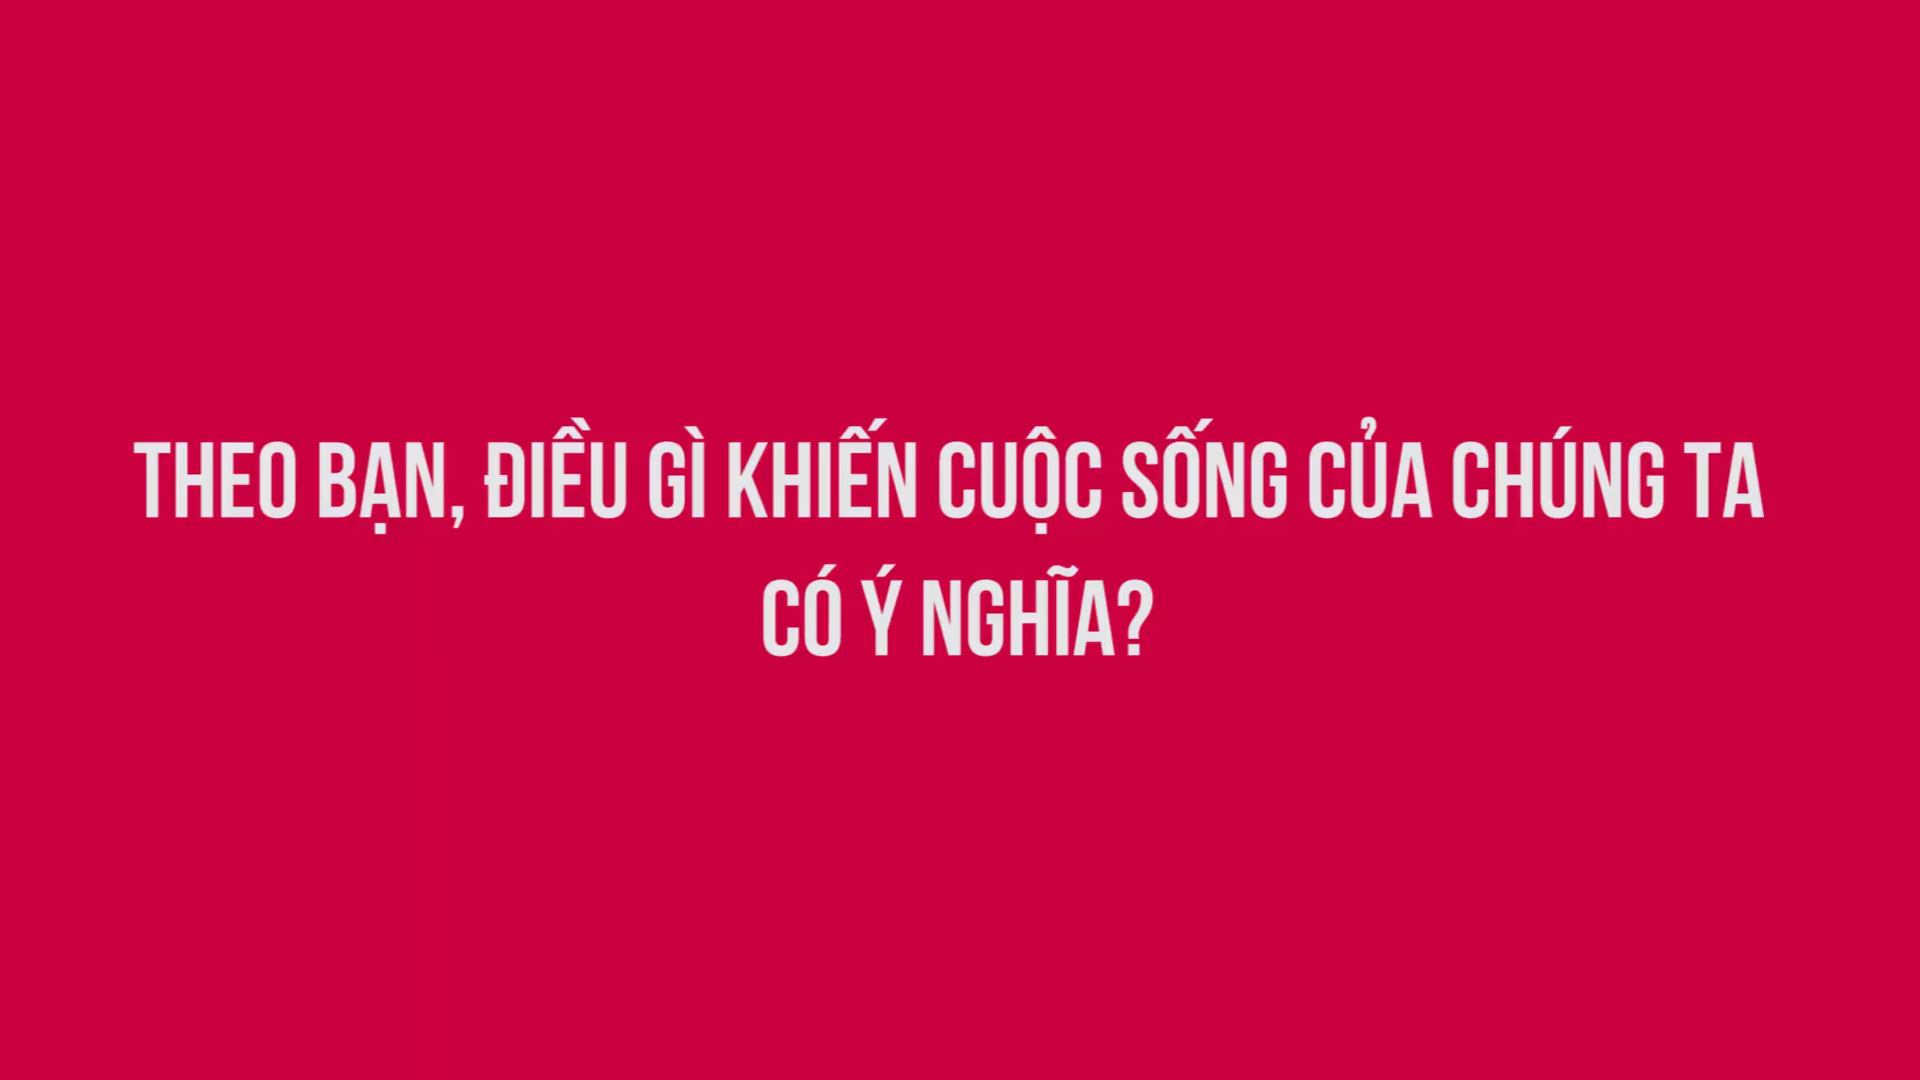 THEO BẠN, ĐIỀU GÌ KHIẾN CUỘC SỐNG CỦA CHÚNG TA
CÓ Ý NGHĨA?